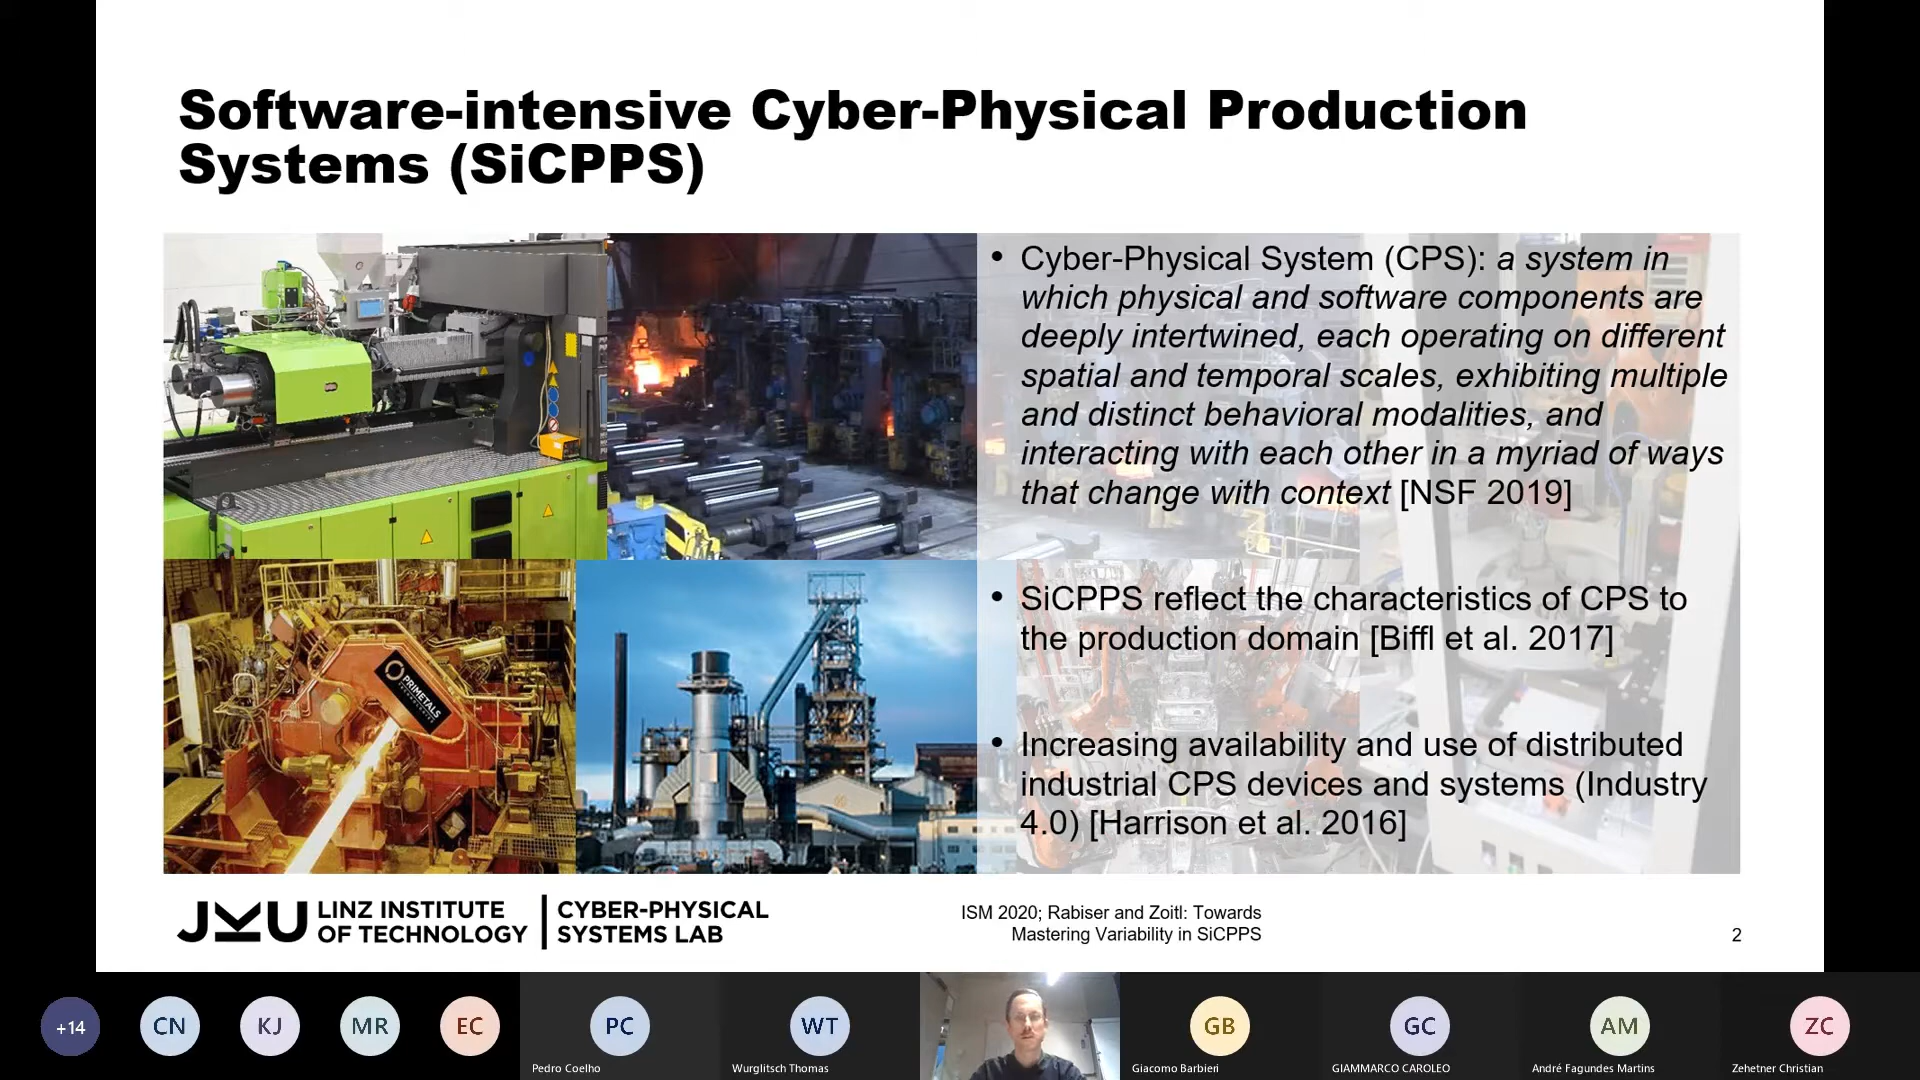 Software-intensive Cyber-Physical Production
Systems (SiCPPS)
• Cyber-Physical System (CPS): a system in
which physical and software components are
deeply intertwined, each operating on different
spatial and temporal scales, exhibiting multiple
and distinct behavioral modalities, and
interacting with each other in a myriad of ways
that change with context [NSF 2019]
• SiCPPS reflect the characteristics of CPS to
the production domain [Biffl et al. 2017]
• Increasing availability and use of distributed
industrial CPS devices and systems (Industry
4.0) [Harrison et al. 2016]
PRIMETALS
TECHNOLOGIES
JKU
LINZ INSTITUTE
OF TECHNOLOGY
CYBER-PHYSICAL
SYSTEMS LAB
ISM 2020; Rabiser and Zoitl: Towards
Mastering Variability in SiCPPS
2
+14
CN
KJ
MR
EC
PC
Pedro Coelho
WT
Wurglitsch Thomas
GB
Giacomo Barbieri
GC
GIAMMARCO CAROLEO
AM
André Fagundes Martins
ZC
Zehetner Christian